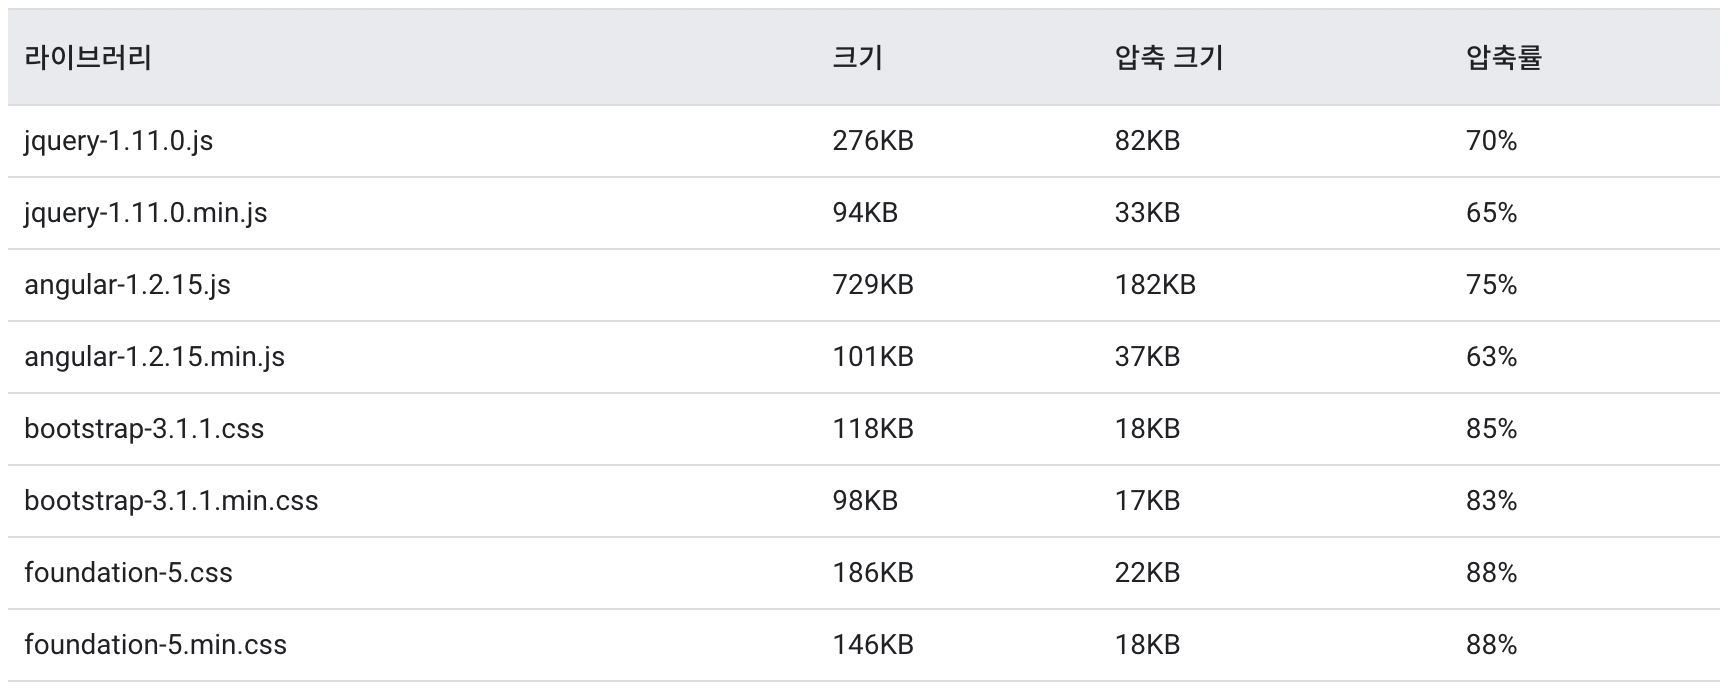 라이브러리 크기 압축 크기 압축률
jquery-1.11.0.js 276KB 82KB 70%
jquery-1.11.0.min.js 94KB 33KB 65%
angular-1.2.15.js 729KB 182KB 75%
angular-1.2.15.min.js 101KB 37KB 63%
bootstrap-3.1.1.css 118KB 18KB 85%
bootstrap-3.1.1.min.css 98KB 17KB 83%
foundation-5.css 186KB 22KB 88%
foundation-5.min.css 146KB 18KB 88%